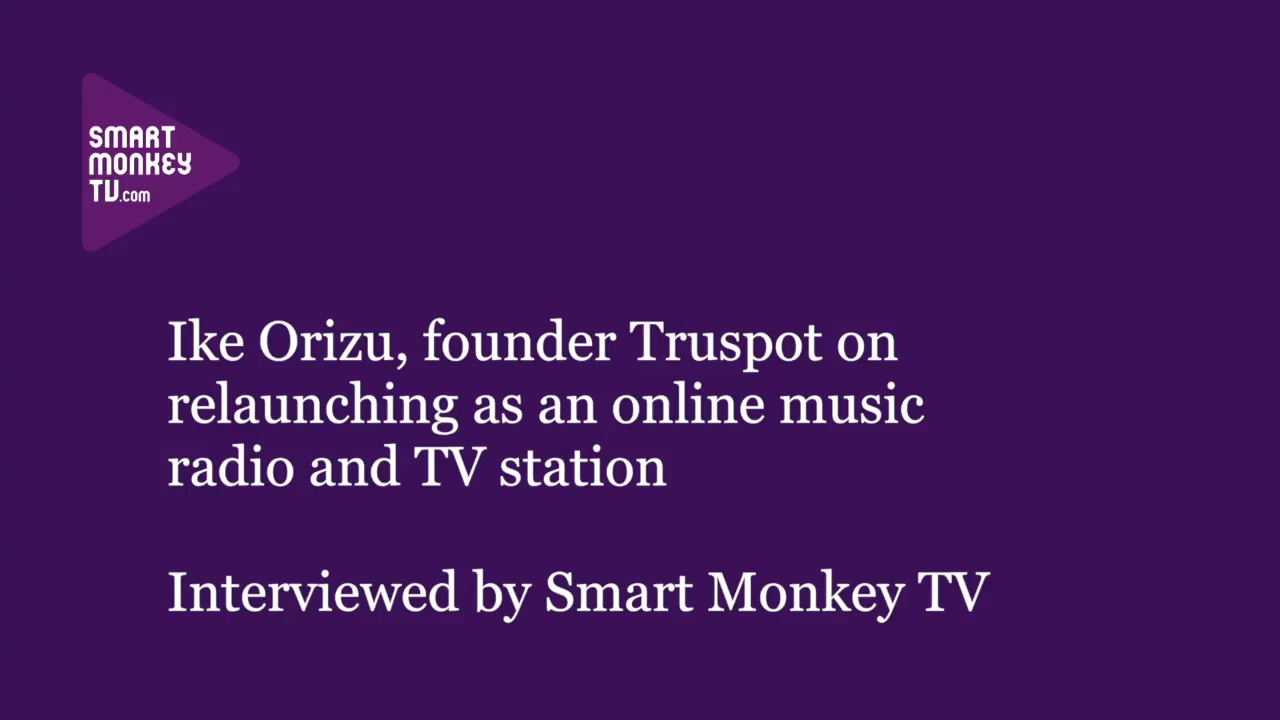 SMART
MONKEY
TV.com
Ike Orizu, founder Truspot on
relaunching as an online music
radio and TV station
Interviewed by Smart Monkey TV